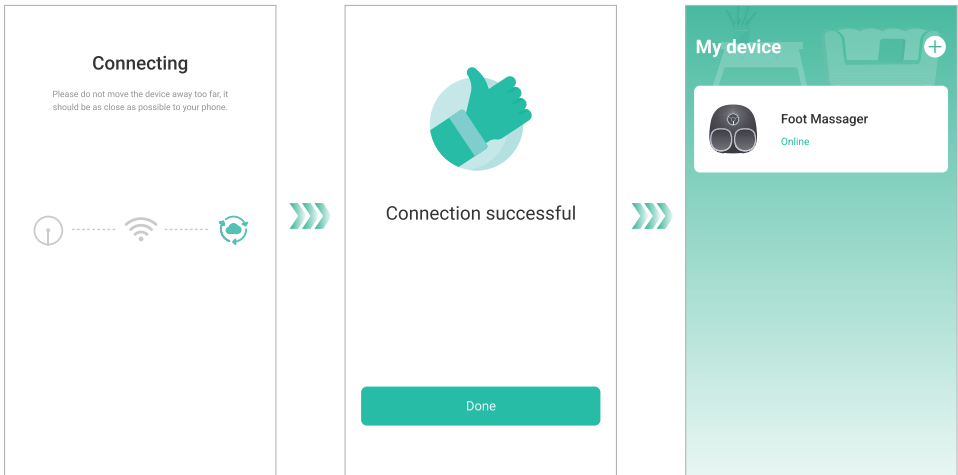 Connecting
Please do not move the device away too far, it
should be as close as possible to your phone.
Connection successful
Done
My device
Foot Massager
Online